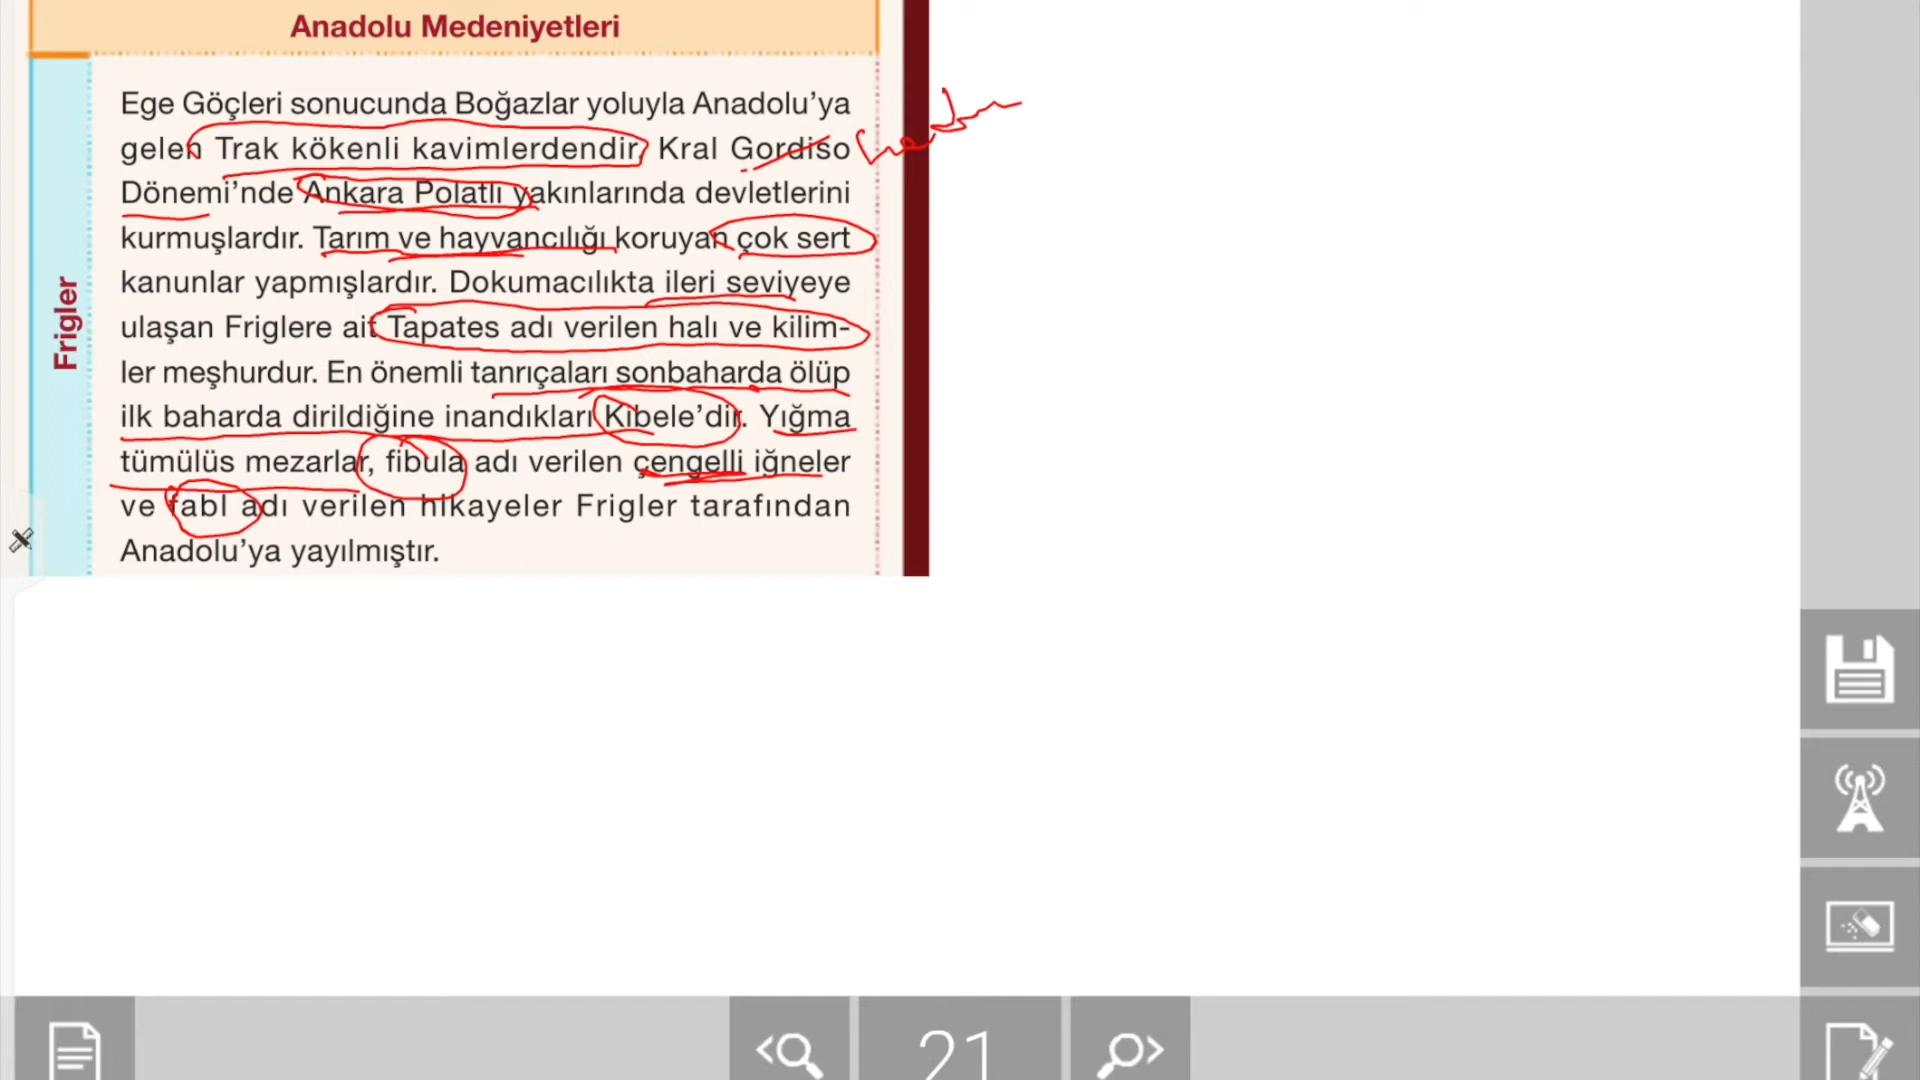 Anadolu Medeniyetleri
Frigler
Ege Göçleri sonucunda Boğazlar yoluyla Anadolu'ya
gelen Trak kökenli kavimlerdendir. Kral Gordiso
Dönemi'nde Ankara Polatlı yakınlarında devletlerini
kurmuşlardır. Tarım ve hayvancılığı koruyan çok sert
kanunlar yapmışlardır. Dokumacılıkta ileri seviyeye
ulaşan Friglere ait Tapates adı verilen halı ve kilim-
ler meşhurdur. En önemli tanrıçaları sonbaharda ölüp
ilk baharda dirildiğine inandıkları Kibele'dir. Yığma
tümülüs mezarlar, fibula adı verilen çengelli iğneler
ve fabl adı verilen hikayeler Frigler tarafından
Anadolu'ya yayılmıştır.
21